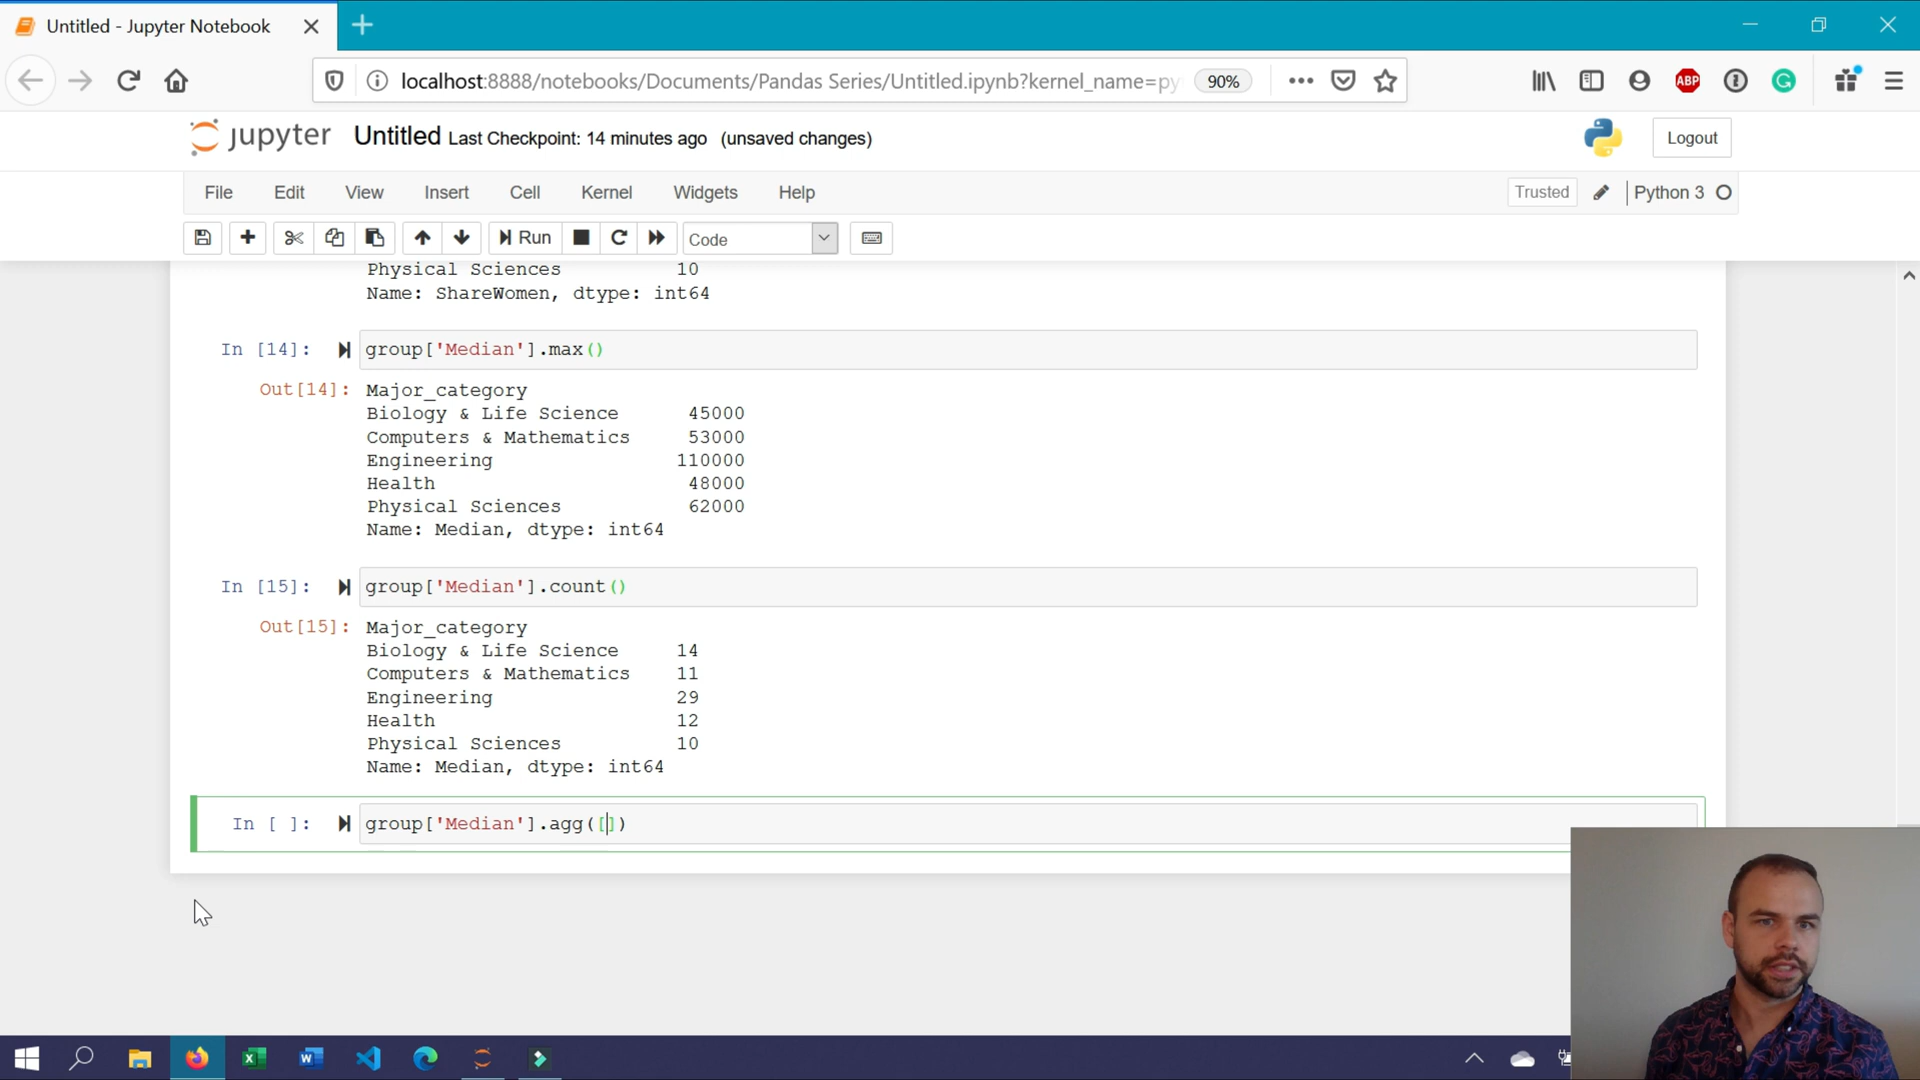 Untitled - Jupyter Notebook
localhost:8888/notebooks/Documents/Pandas Series/Untitled.ipynb?kernel_name=py
90%
ABP
jupyter Untitled Last Checkpoint: 14 minutes ago (unsaved changes)
Logout
File Edit View Insert Cell Kernel Widgets Help
Trusted
Python 3
Run
Code
Physical Sciences 10
Name: ShareWomen, dtype: int64
In [14]: group['Median'].max()
Out[14]: Major_category
Biology & Life Science 45000
Computers & Mathematics 53000
Engineering 110000
Health 48000
Physical Sciences 62000
Name: Median, dtype: int64
In [15]: group['Median'].count()
Out[15]: Major_category
Biology & Life Science 14
Computers & Mathematics 11
Engineering 29
Health 12
Physical Sciences 10
Name: Median, dtype: int64
In [ ]: group['Median'].agg([])